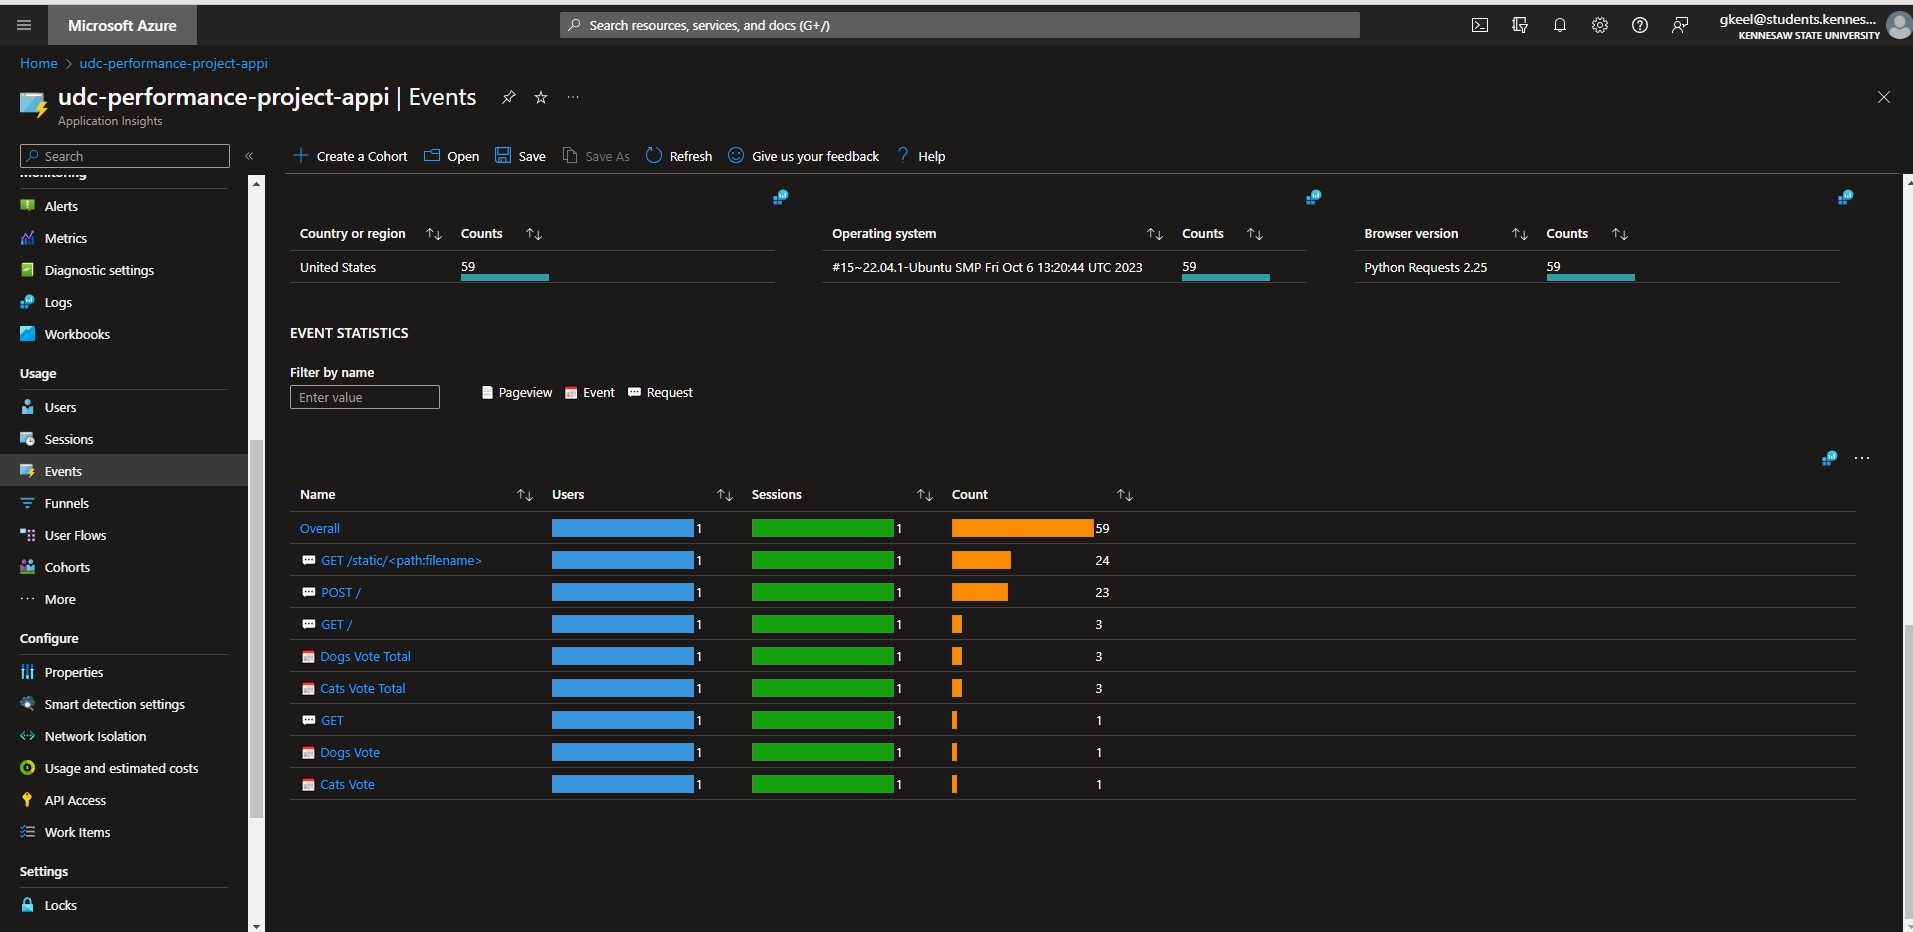 Microsoft Azure
Search resources, services, and docs (G+/)
gkeel@students.kennes...
KENNESAW STATE UNIVERSITY
Home > udc-performance-project-appi
udc-performance-project-appi | Events ...
Application Insights
Search
«
Create a Cohort Open Save Save As Refresh Give us your feedback Help
Monitoring
Alerts
Metrics
Diagnostic settings
Logs
Workbooks
Usage
Users
Sessions
Events
Funnels
User Flows
Cohorts
... More
Configure
Properties
Smart detection settings
Network Isolation
Usage and estimated costs
API Access
Work Items
Settings
Locks
Country or region Counts
United States 59
Operating system Counts
#15~22.04.1-Ubuntu SMP Fri Oct 6 13:20:44 UTC 2023 59
Browser version Counts
Python Requests 2.25 59
EVENT STATISTICS
Filter by name
Enter value
Pageview Event Request
...
Name Users Sessions Count
Overall 1 1 59
GET /static/<path:filename> 1 1 24
POST / 1 1 23
GET / 1 1 3
Dogs Vote Total 1 1 3
Cats Vote Total 1 1 3
GET 1 1 1
Dogs Vote 1 1 1
Cats Vote 1 1 1